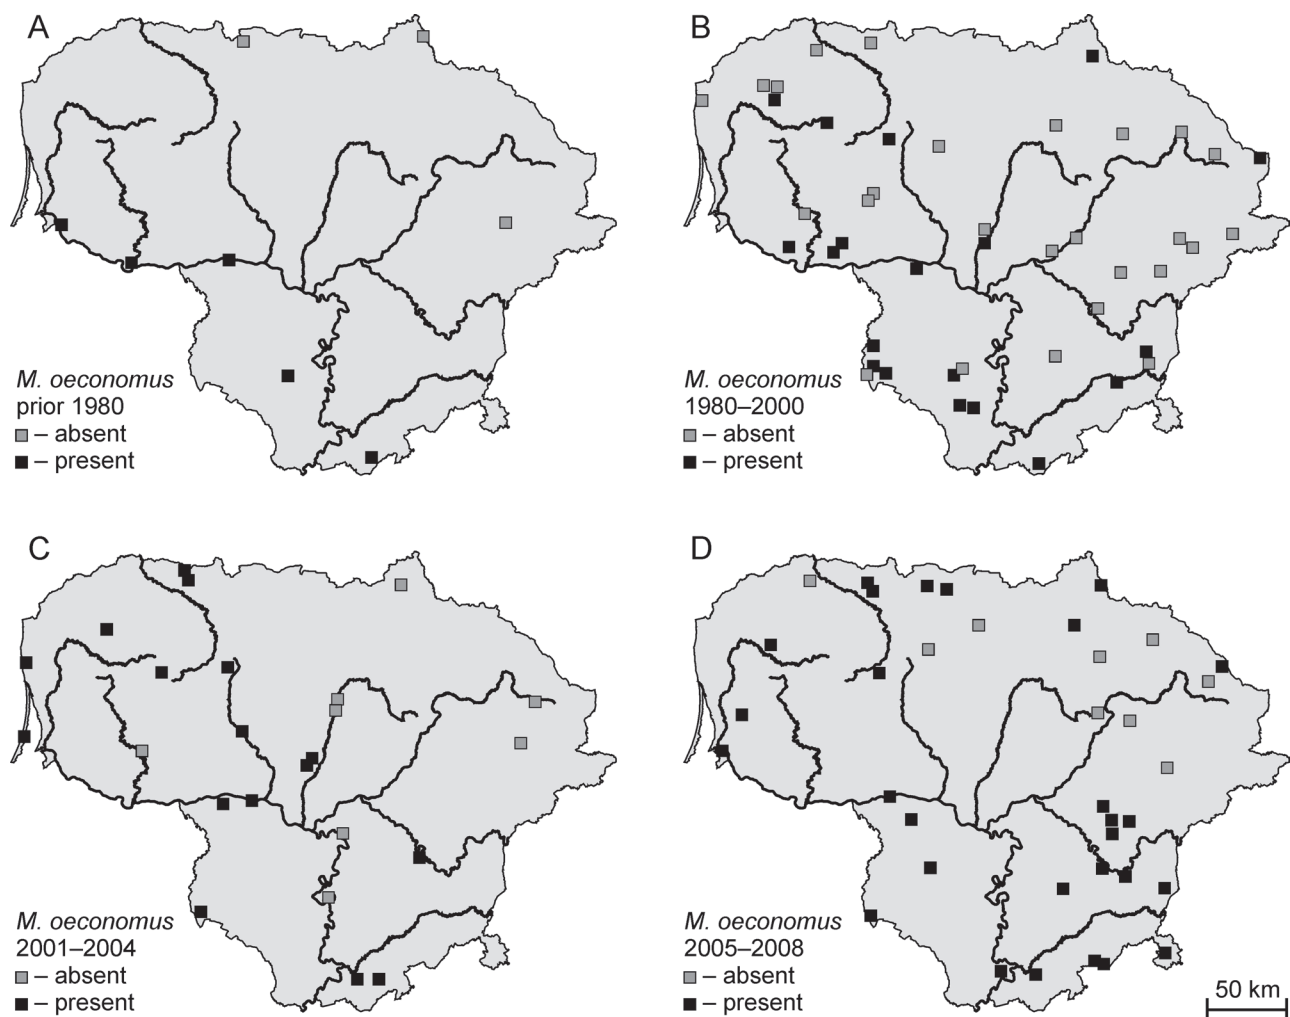 A
M. oeconomus
prior 1980
– absent
– present
B
M. oeconomus
1980–2000
– absent
– present
C
M. oeconomus
2001–2004
– absent
– present
D
M. oeconomus
2005–2008
– absent
– present
50 km